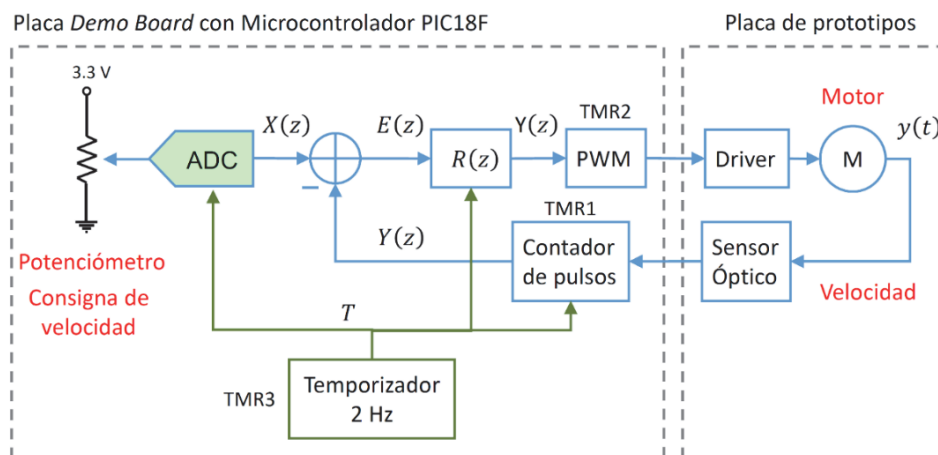 Placa Demo Board con Microcontrolador PIC18F
Placa de prototipos
3.3 V
X(z)
E(z)
Y(z)
TMR2
Motor
y(t)
ADC
R(z)
PWM
Driver
M
–
TMR1
Y(z)
Contador
de pulsos
Sensor
Óptico
Potenciómetro
Consigna de
velocidad
Velocidad
T
TMR3
Temporizador
2 Hz